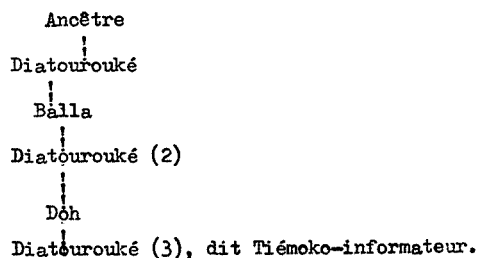 Ancêtre
Diatourouké
Balla
Diatourouké (2)
Doh
Diatourouké (3), dit Tiémoko-informateur.